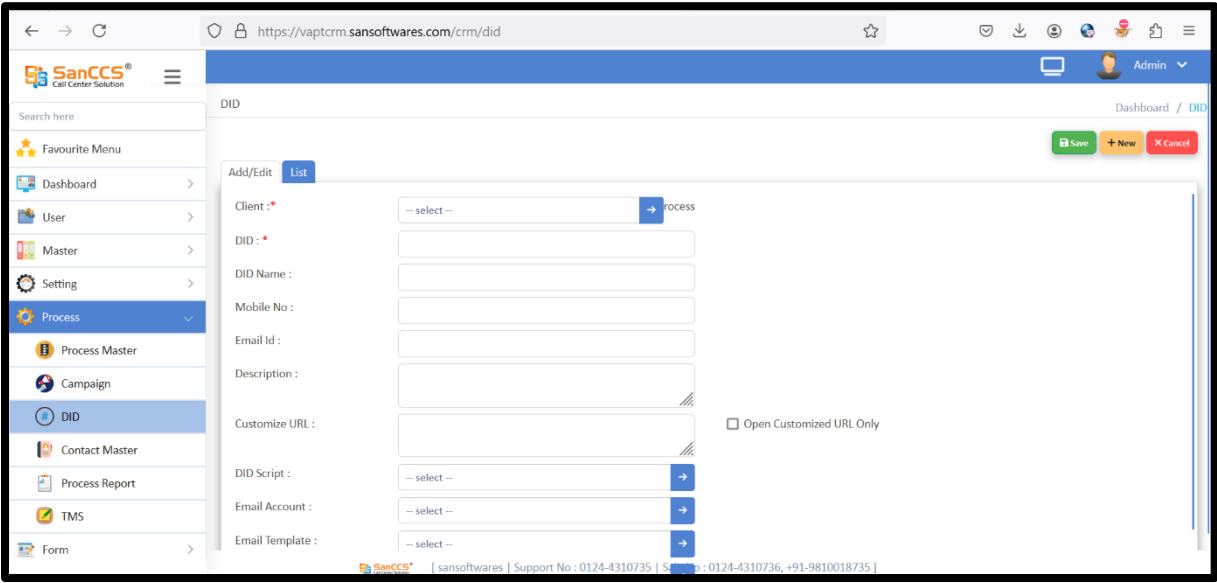 https://vaptcrm.sansoftwares.com/crm/did
SanCCS®
Call Center Solution
Admin
Search here
DID
Dashboard / DID
Save
+ New
× Cancel
Favourite Menu
Dashboard
User
Master
Setting
Process
Process Master
Campaign
# DID
Contact Master
Process Report
TMS
Form
Add/Edit
List
Client :*
-- select --
rocess
DID : *
DID Name :
Mobile No :
Email Id :
Description :
Customize URL :
Open Customized URL Only
DID Script :
-- select --
Email Account :
-- select --
Email Template :
-- select --
SanCCS® [ sansoftwares | Support No : 0124-4310735 | : 0124-4310736, +91-9810018735 ]